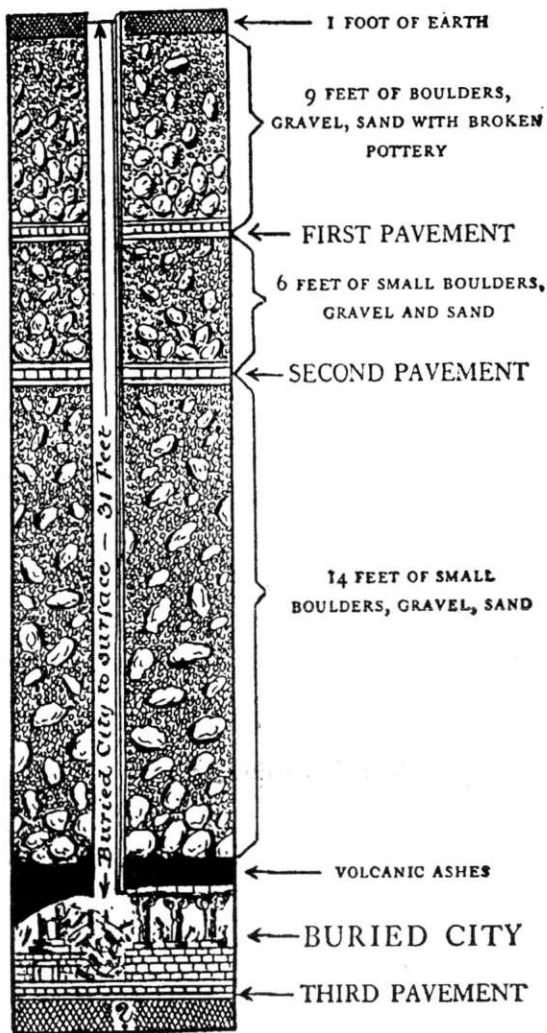 1 FOOT OF EARTH
9 FEET OF BOULDERS,
GRAVEL, SAND WITH BROKEN
POTTERY
FIRST PAVEMENT
6 FEET OF SMALL BOULDERS,
GRAVEL AND SAND
SECOND PAVEMENT
Buried City to surface — 31 Feet
14 FEET OF SMALL
BOULDERS, GRAVEL, SAND
VOLCANIC ASHES
BURIED CITY
THIRD PAVEMENT
?